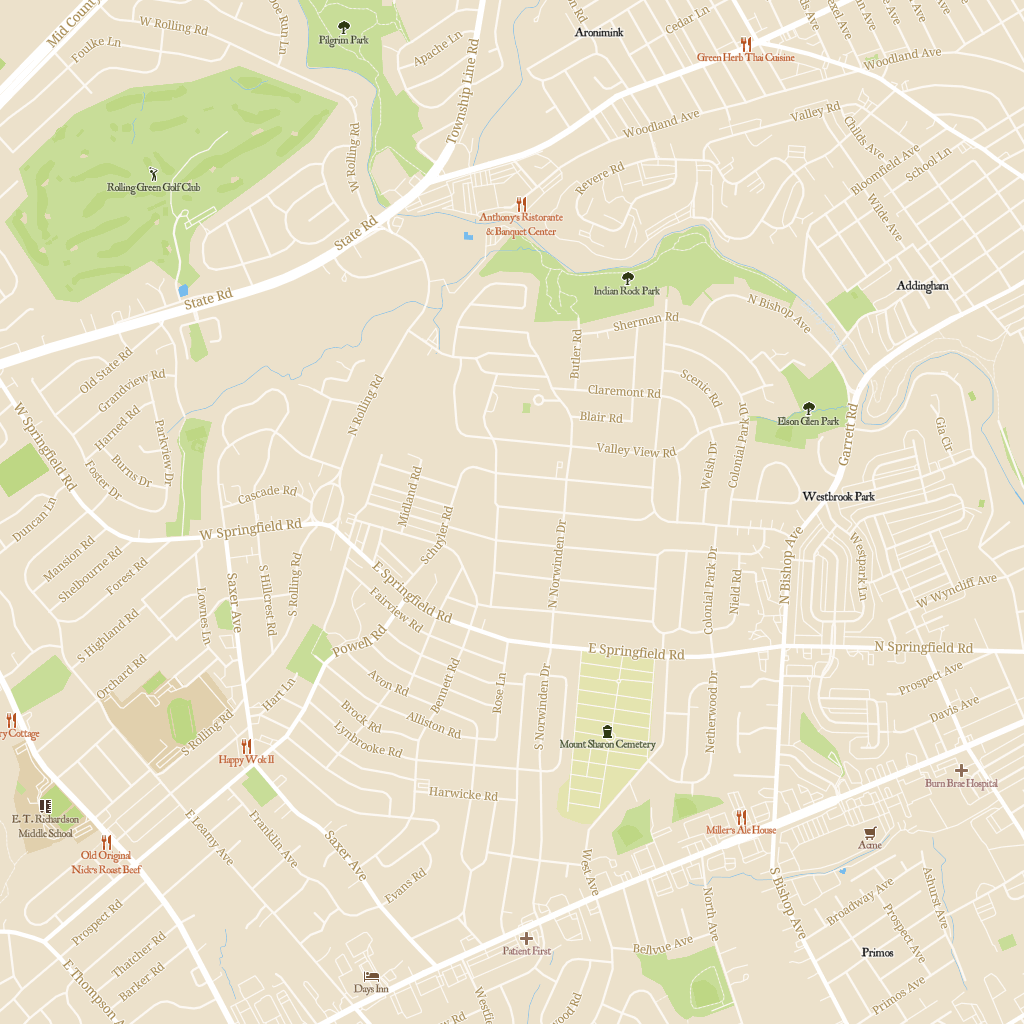 Mid County
W Rolling Rd
Foulke Ln
Joe Run Ln
Pilgrim Park
Apache Ln
Township Line Rd
Aronimink
Cedar Ln
Green Herb Thai Cuisine
Woodland Ave
Woodland Ave
Valley Rd
Childs Ave
Bloomfield Ave
School Ln
Wilde Ave
W Rolling Rd
Rolling Green Golf Club
State Rd
Revere Rd
Anthony's Ristorante
& Banquet Center
Indian Rock Park
Addingham
State Rd
N Bishop Ave
Sherman Rd
Butler Rd
Old State Rd
Grandview Rd
Harned Rd
Parkview Dr
Burns Dr
Foster Dr
W Springfield Rd
N Rolling Rd
Claremont Rd
Scenic Rd
Blair Rd
Valley View Rd
Welsh Dr
Colonial Park Dr
Elson Glen Park
Garrett Rd
Gia Cir
Westbrook Park
Duncan Ln
Cascade Rd
Midland Rd
Schuyler Rd
W Springfield Rd
Mansion Rd
Shelbourne Rd
Forest Rd
N Norwinden Dr
N Bishop Ave
Westpark Ln
W Wyncliff Ave
Lownes Ln
Saxer Ave
S Hillcrest Rd
S Rolling Rd
E Springfield Rd
Fairview Rd
Colonial Park Dr
Nield Rd
S Highland Rd
Powell Rd
E Springfield Rd
N Springfield Rd
Orchard Rd
Hart Ln
Avon Rd
Bennett Rd
Rose Ln
S Norwinden Dr
Netherwood Dr
Prospect Ave
Davis Ave
Brock Rd
Alliston Rd
Lynbrooke Rd
S Rolling Rd
ry Cottage
Happy Wok II
Mount Sharon Cemetery
Burn Brae Hospital
Harwicke Rd
E. T. Richardson
Middle School
E Leamy Ave
Franklin Ave
Saxer Ave
Miller's Ale House
Acme
Old Original
Nick's Roast Beef
Evans Rd
West Ave
North Ave
S Bishop Ave
Broadway Ave
Ashurst Ave
Prospect Ave
Prospect Rd
Thatcher Rd
Barker Rd
E Thompson A
Patient First
Bellvue Ave
Primos
Days Inn
Primos Ave
Westfie
wood Rd
w Rd